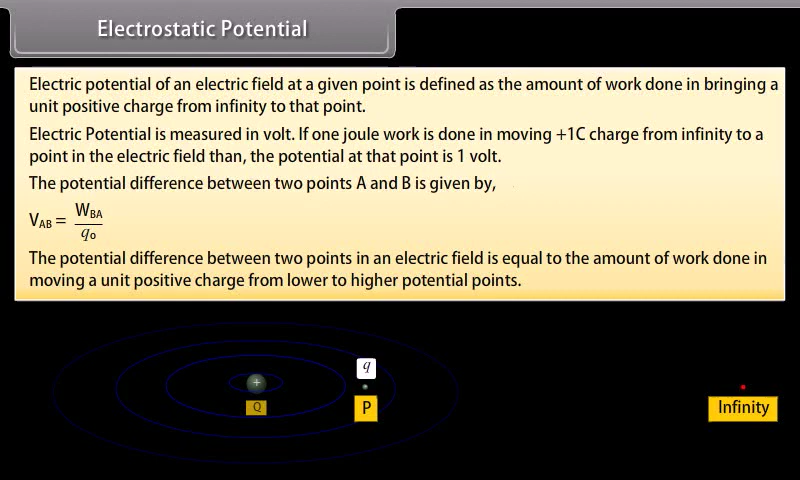 Electrostatic Potential
Electric potential of an electric field at a given point is defined as the amount of work done in bringing a
unit positive charge from infinity to that point.
Electric Potential is measured in volt. If one joule work is done in moving +1C charge from infinity to a
point in the electric field than, the potential at that point is 1 volt.
The potential difference between two points A and B is given by,
V_AB = W_BA / q_o
The potential difference between two points in an electric field is equal to the amount of work done in
moving a unit positive charge from lower to higher potential points.
q
+
Q
P
Infinity